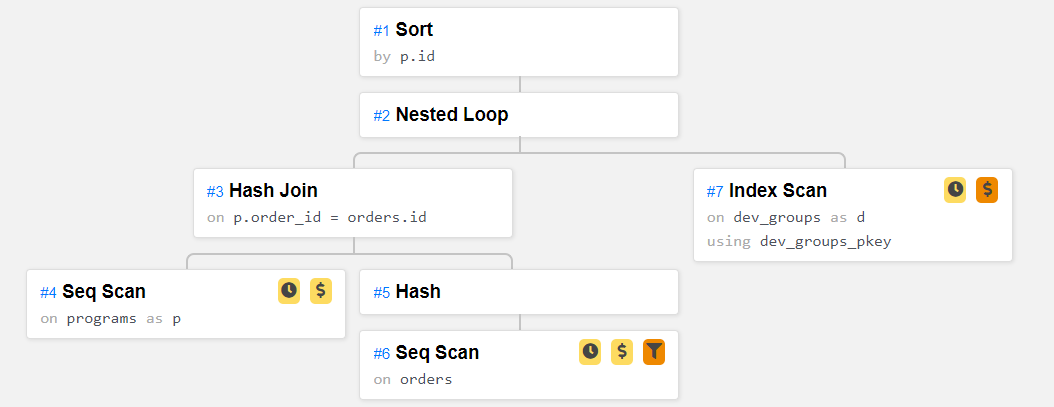 #1 Sort
by p.id
#2 Nested Loop
#3 Hash Join
on p.order_id = orders.id
#7 Index Scan $
on dev_groups as d
using dev_groups_pkey
#4 Seq Scan $
on programs as p
#5 Hash
#6 Seq Scan $
on orders